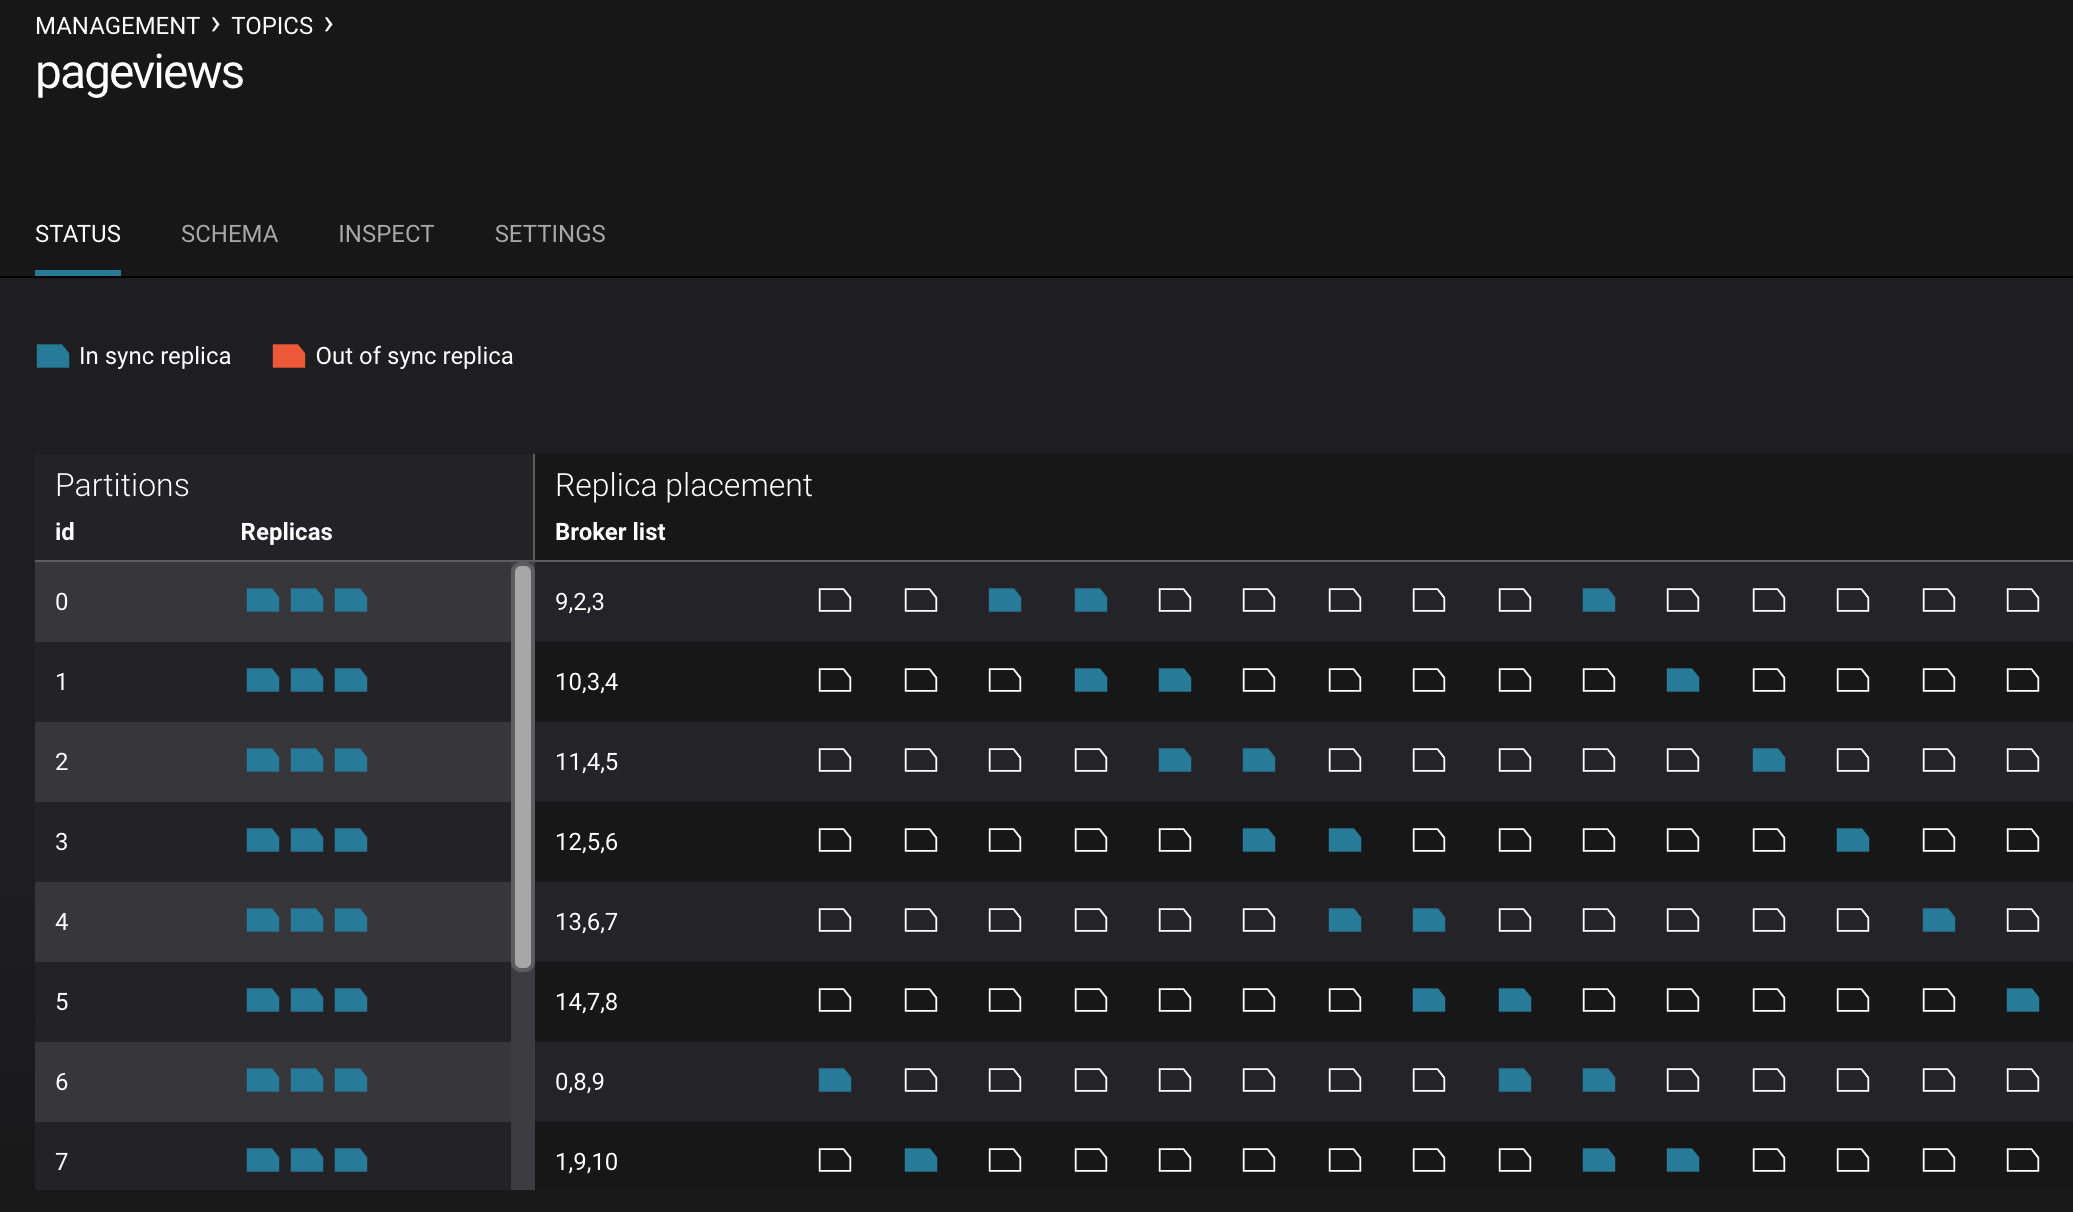 MANAGEMENT › TOPICS ›
pageviews
STATUS SCHEMA INSPECT SETTINGS
In sync replica Out of sync replica
Partitions Replica placement
id Replicas Broker list
0 9,2,3
1 10,3,4
2 11,4,5
3 12,5,6
4 13,6,7
5 14,7,8
6 0,8,9
7 1,9,10